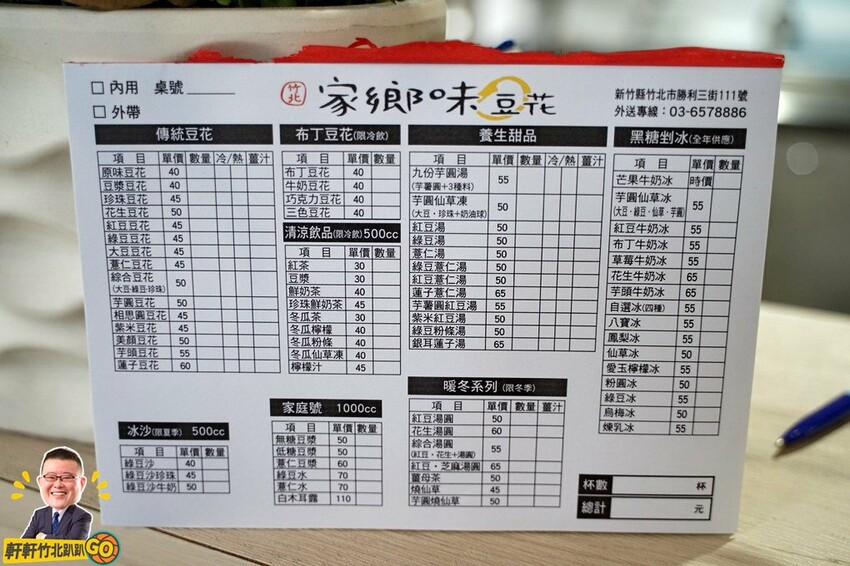 □ 內用 桌號
□ 外帶
竹北
家鄉味豆花
新竹縣竹北市勝利三街111號
外送專線：03-6578886
傳統豆花
項 目 單價 數量 冷/熱 薑汁
原味豆花 40
豆漿豆花 40
珍珠豆花 45
花生豆花 50
紅豆豆花 45
綠豆豆花 45
大豆豆花 45
薏仁豆花 45
綜合豆花 50
(大豆‧綠豆‧珍珠)
芋圓豆花 50
相思圓豆花 50
紫米豆花 45
美顏豆花 50
芋頭豆花 55
蓮子豆花 60
冰沙(限夏季) 500cc
項 目 單價 數量
綠豆沙 40
綠豆沙珍珠 45
綠豆沙牛奶 50
布丁豆花(限冷飲)
項 目 單價 數量
布丁豆花 40
牛奶豆花 40
巧克力豆花 40
三色豆花 40
清涼飲品(限冷飲)500cc
項 目 單價 數量
紅茶 30
豆漿 30
鮮奶茶 40
珍珠鮮奶茶 45
冬瓜茶 30
冬瓜檸檬 40
冬瓜粉條 40
冬瓜仙草凍 40
檸檬汁 45
家庭號 1000cc
項 目 單價 數量
無糖豆漿 50
低糖豆漿 50
薏仁豆漿 60
綠豆水 70
薏仁水 70
白木耳露 110
養生甜品
項 目 單價 數量 冷/熱 薑汁
九份芋圓湯 55
(芋薯圓+3種料)
芋圓仙草凍 50
(大豆‧珍珠+奶油球)
紅豆湯 50
綠豆湯 50
薏仁湯 50
綠豆薏仁湯 50
紅豆薏仁湯 50
蓮子薏仁湯 65
芋薯圓紅豆湯 55
紫米紅豆湯 50
綠豆粉條湯 50
銀耳蓮子湯 65
暖冬系列 (限冬季)
項 目 單價 數量 薑汁
紅豆湯圓 50
花生湯圓 60
綜合湯圓 55
(紅豆‧花生+湯圓)
紅豆‧芝麻湯圓 65
薑母茶 50
燒仙草 45
芋圓燒仙草 50
黑糖剉冰(全年供應)
項 目 單價 數量
芒果牛奶冰 時價
芋圓仙草冰 55
(大豆‧綠豆‧仙草‧芋圓)
紅豆牛奶冰 55
布丁牛奶冰 55
草莓牛奶冰 55
花生牛奶冰 65
芋頭牛奶冰 65
自選冰(四種) 55
八寶冰 55
鳳梨冰 55
仙草冰 50
愛玉檸檬冰 55
粉圓冰 55
綠豆冰 55
烏梅冰 55
煉乳冰 55
杯數 杯
總計 元
軒軒竹北趴趴GO